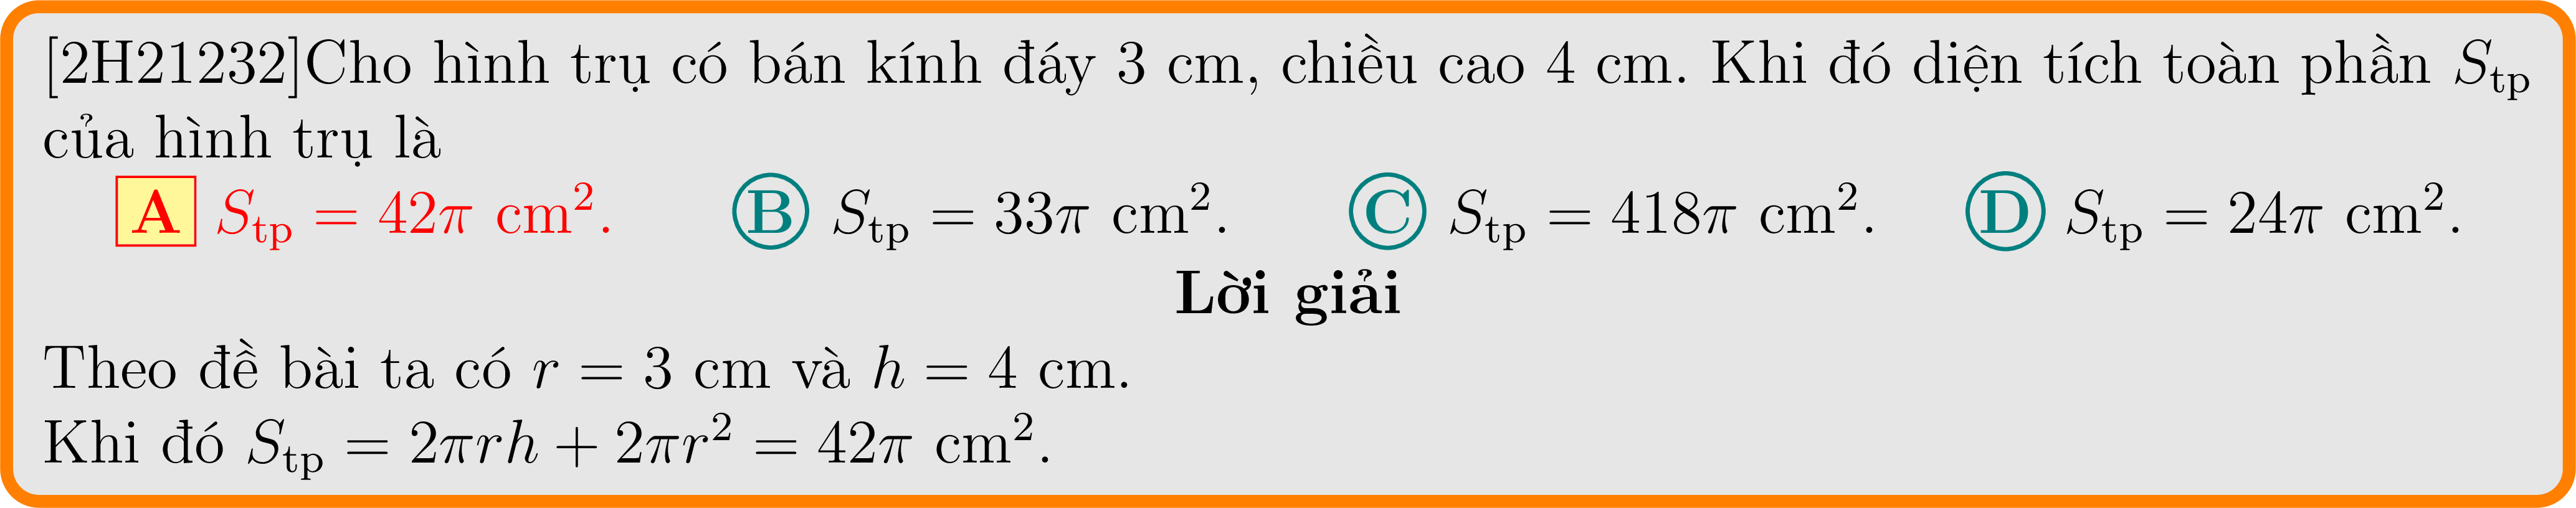 [2H21232]Cho hình trụ có bán kính đáy 3 cm, chiều cao 4 cm. Khi đó diện tích toàn phần $S_{\text{tp}}$
của hình trụ là
A $S_{\text{tp}} = 42\pi \text{ cm}^2$. B $S_{\text{tp}} = 33\pi \text{ cm}^2$. C $S_{\text{tp}} = 418\pi \text{ cm}^2$. D $S_{\text{tp}} = 24\pi \text{ cm}^2$.
Lời giải
Theo đề bài ta có $r = 3$ cm và $h = 4$ cm.
Khi đó $S_{\text{tp}} = 2\pi rh + 2\pi r^2 = 42\pi \text{ cm}^2$.